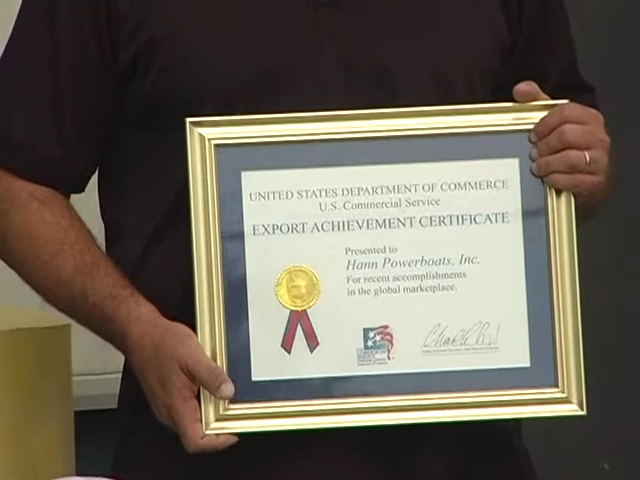 UNITED STATES DEPARTMENT OF COMMERCE
U.S. Commercial Service
EXPORT ACHIEVEMENT CERTIFICATE
Presented to
Hann Powerboats, Inc.
For recent accomplishments
in the global marketplace.